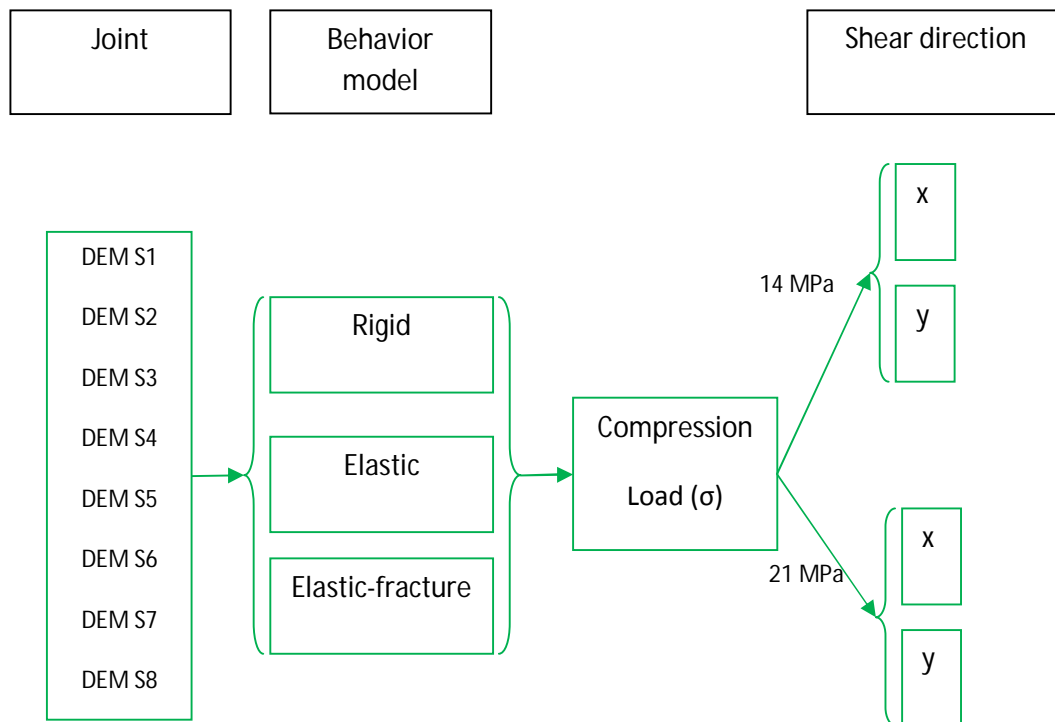 Joint
Behavior
model
Shear direction
DEM S1
DEM S2
DEM S3
DEM S4
DEM S5
DEM S6
DEM S7
DEM S8
Rigid
Elastic
Elastic-fracture
Compression
Load (σ)
14 MPa
x
y
21 MPa
x
y